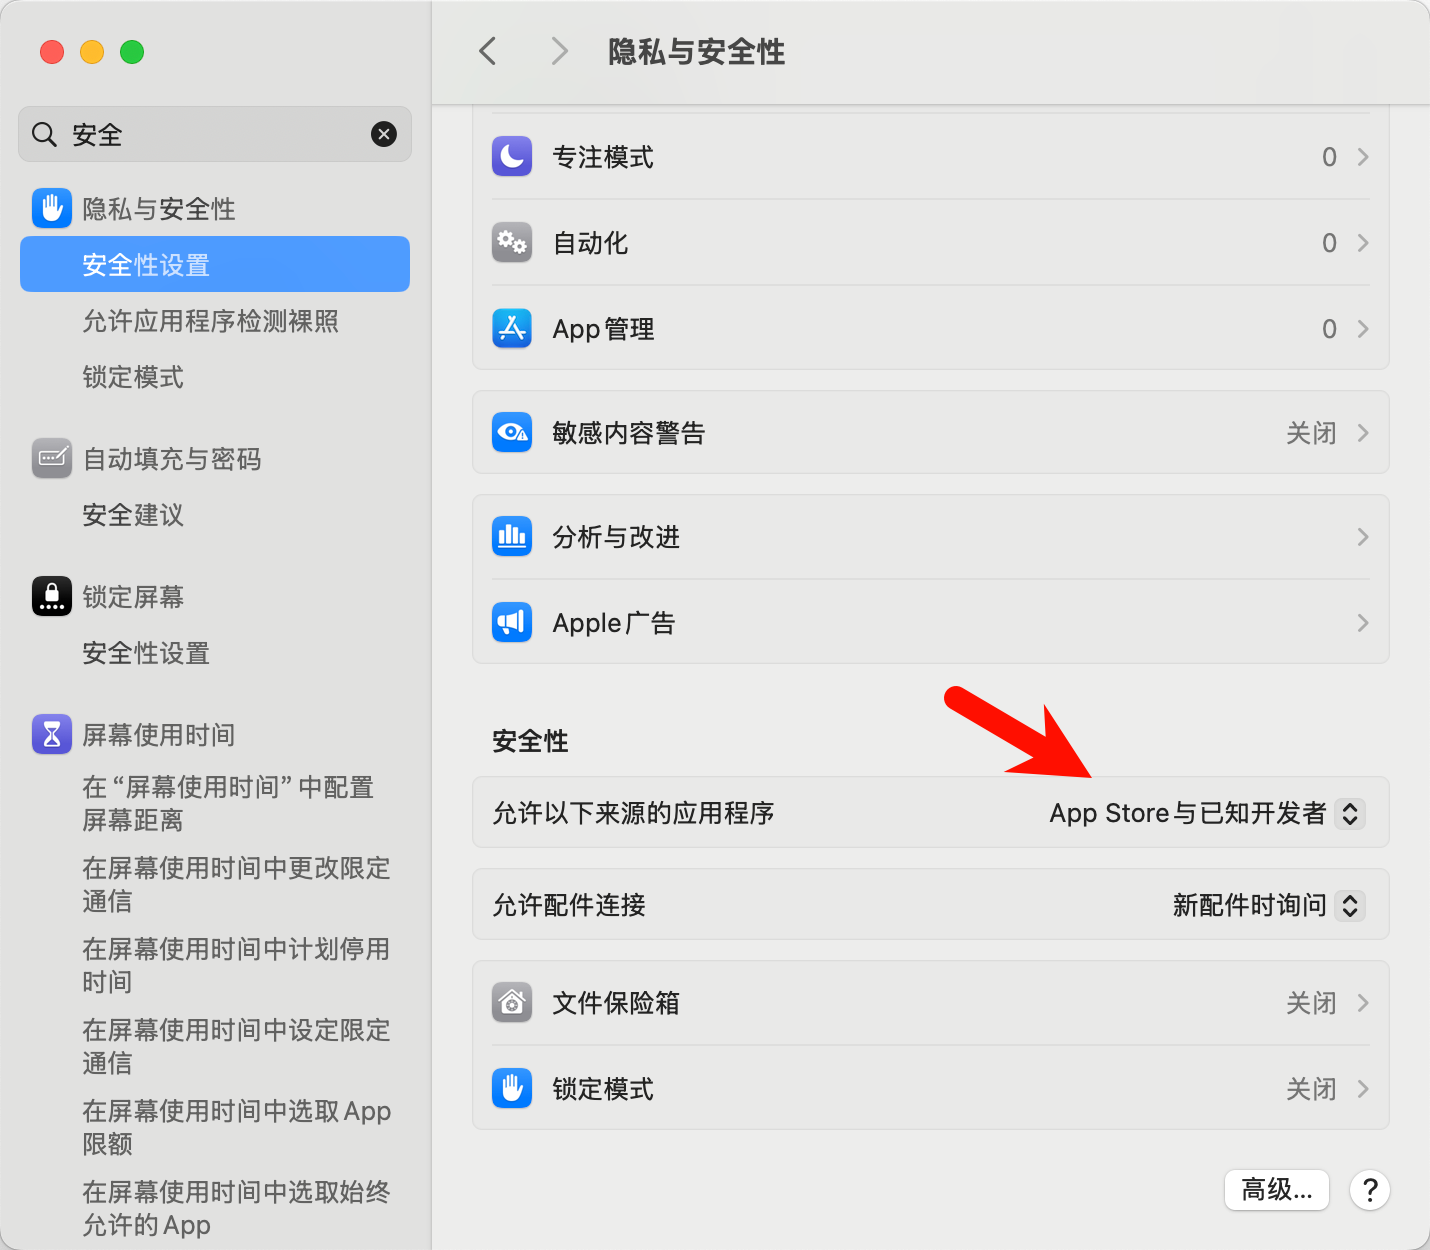 安全
隐私与安全性
安全性设置
允许应用程序检测裸照
锁定模式
自动填充与密码
安全建议
锁定屏幕
安全性设置
屏幕使用时间
在“屏幕使用时间”中配置
屏幕距离
在屏幕使用时间中更改限定
通信
在屏幕使用时间中计划停用
时间
在屏幕使用时间中设定限定
通信
在屏幕使用时间中选取App
限额
在屏幕使用时间中选取始终
允许的App
隐私与安全性
专注模式 0
自动化 0
App管理 0
敏感内容警告 关闭
分析与改进
Apple广告
安全性
允许以下来源的应用程序 App Store与已知开发者
允许配件连接 新配件时询问
文件保险箱 关闭
锁定模式 关闭
高级... ?